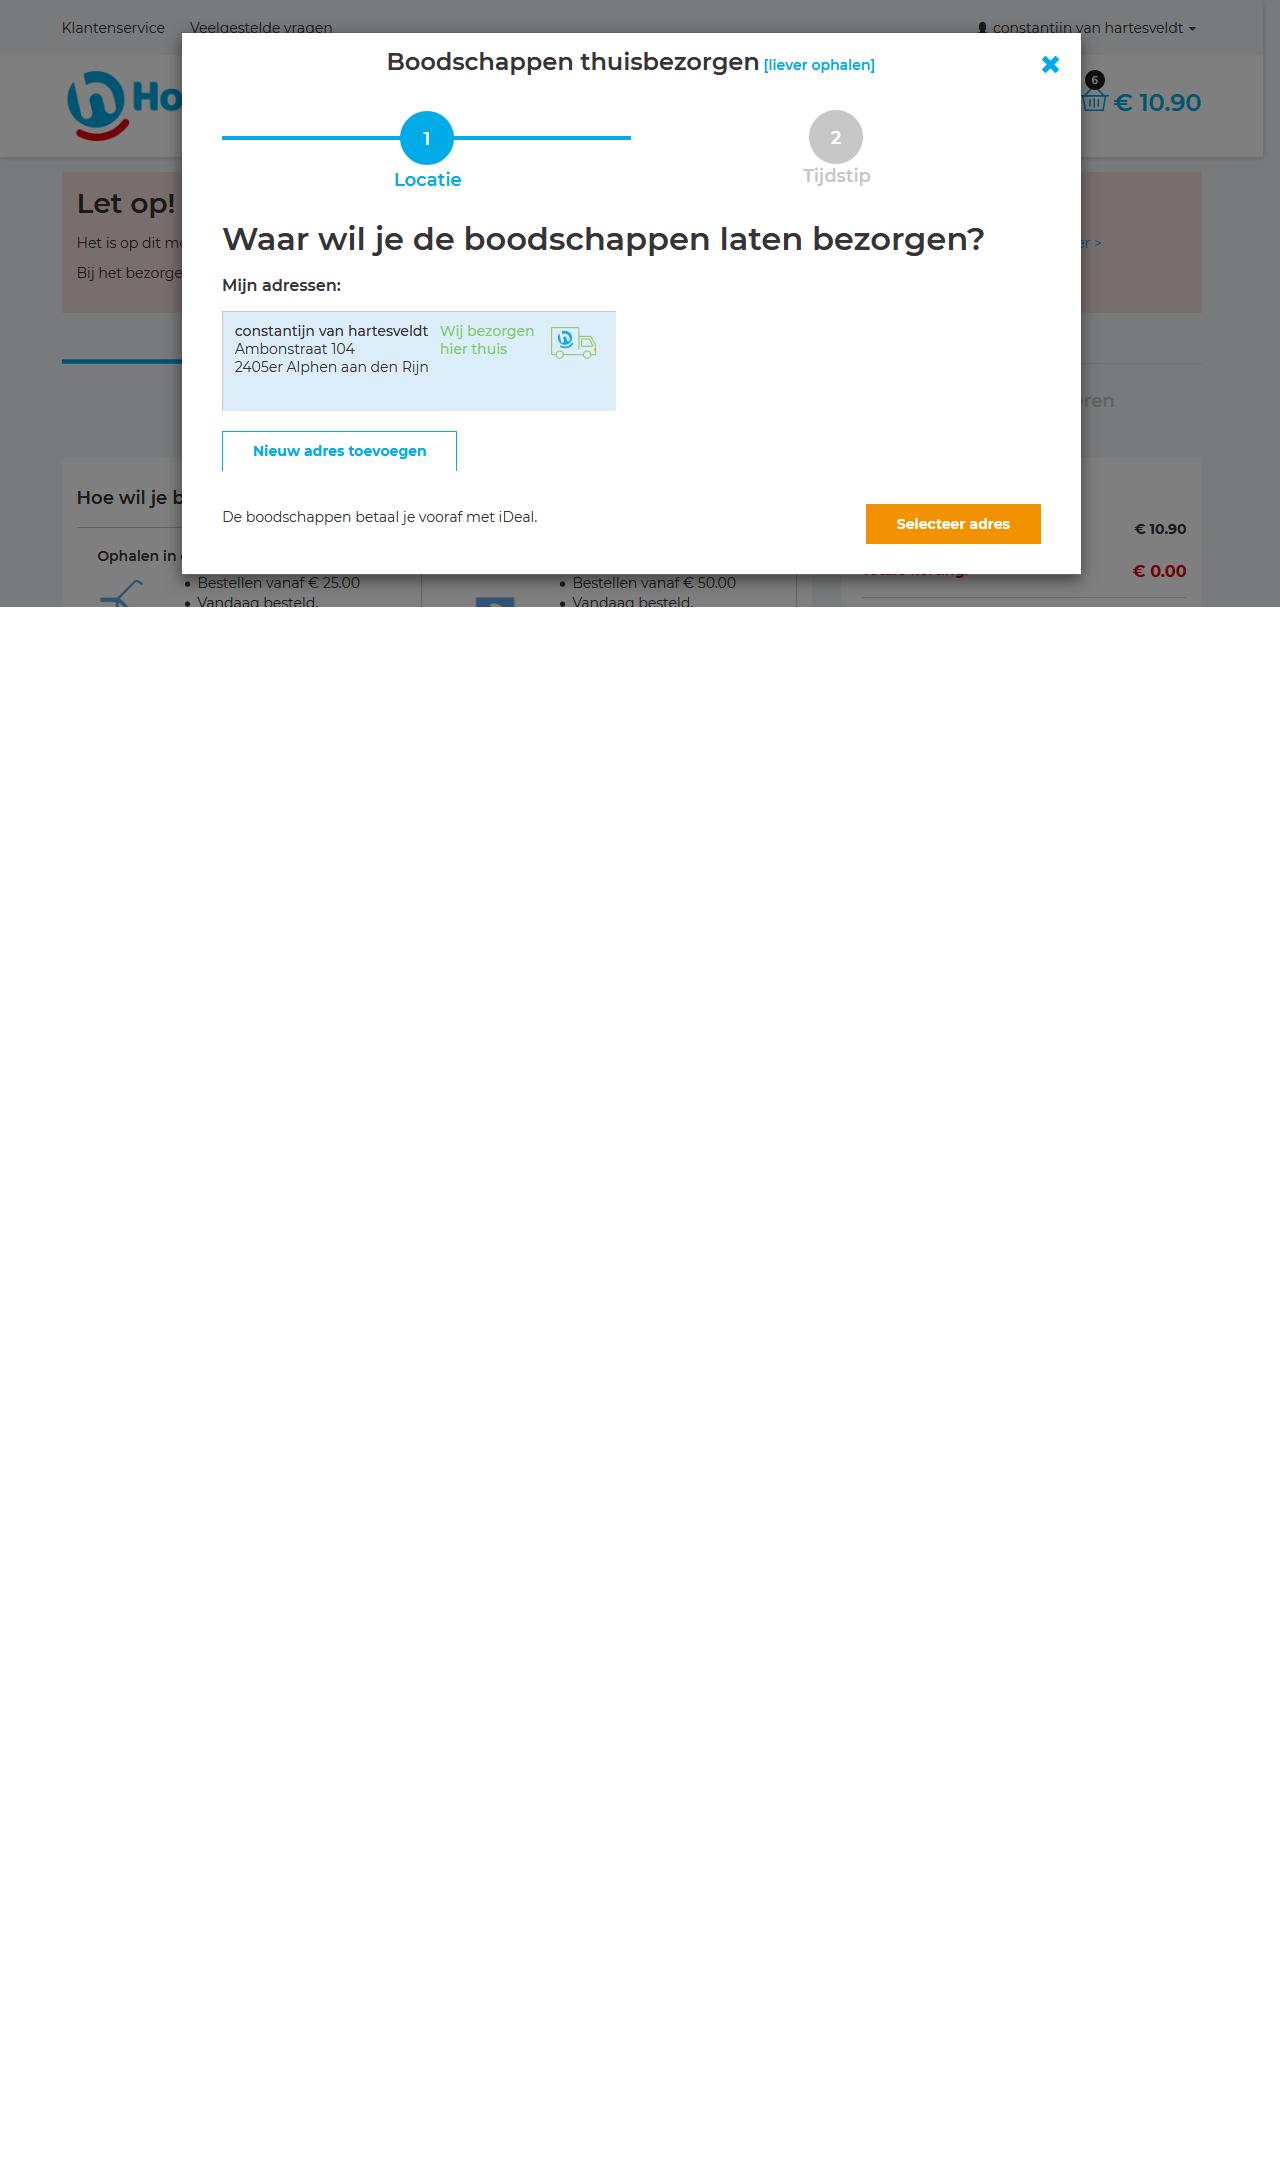 Klantenservice Veelgestelde vragen constantijn van hartesveldt
Boodschappen thuisbezorgen [liever ophalen]
Ho
6
€ 10.90
1
Locatie
2
Tijdstip
Let op!
Het is op dit
Bij het
Waar wil je de boodschappen laten bezorgen?
Mijn adressen:
constantijn van hartesveldt
Ambonstraat 104
2405er Alphen aan den Rijn
Wij bezorgen
hier thuis
Nieuw adres toevoegen
De boodschappen betaal je vooraf met iDeal.
Selecteer adres
Hoe wil je
Ophalen in
Bestellen vanaf € 25.00
Vandaag besteld,
Bestellen vanaf € 50.00
Vandaag besteld,
€ 10.90
€ 0.00